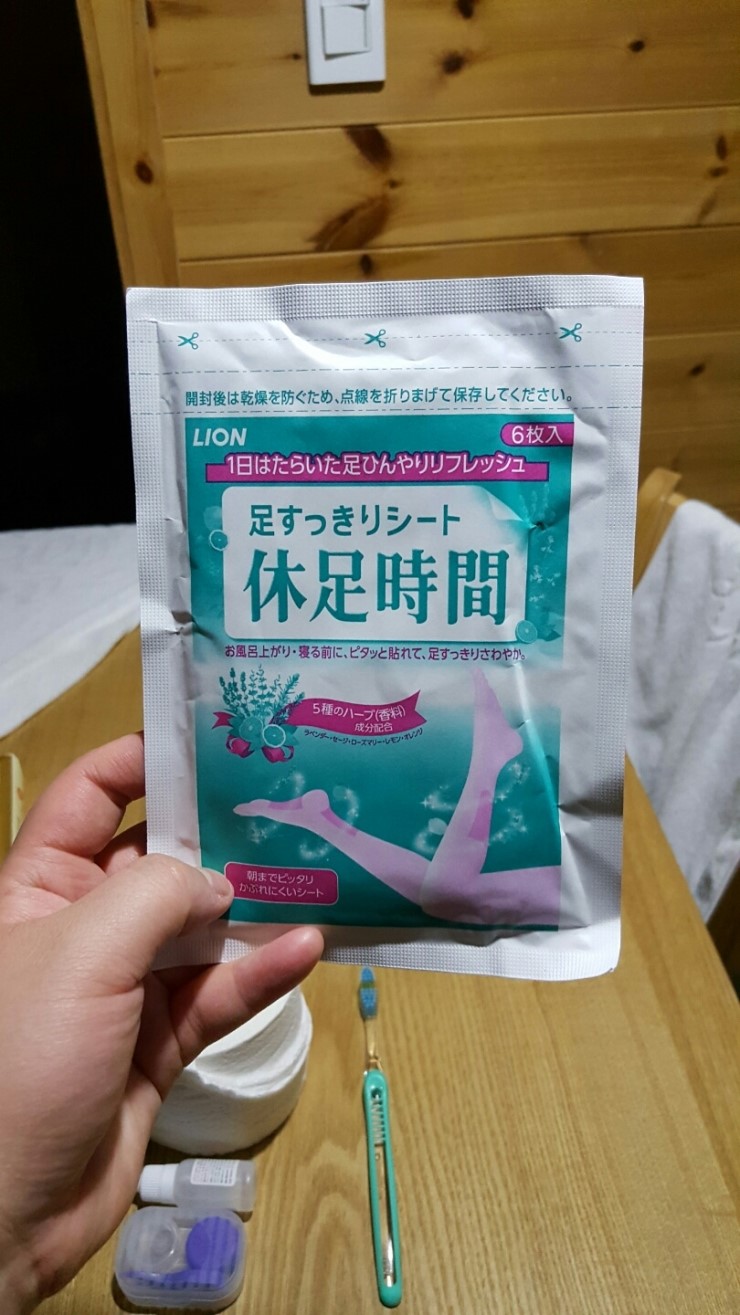 開封後は乾燥を防ぐため、点線を折りまげて保存してください。
LION
6枚入
1日はたらいた足ひんやりリフレッシュ
足すっきりシート
休足時間
お風呂上がり・寝る前に、ピタッと貼れて、足すっきりさわやか。
5種のハーブ(香料)
成分配合
ラベンダー・セージ・ローズマリー・レモン・オレンジ
朝までピッタリ
かぶれにくいシート